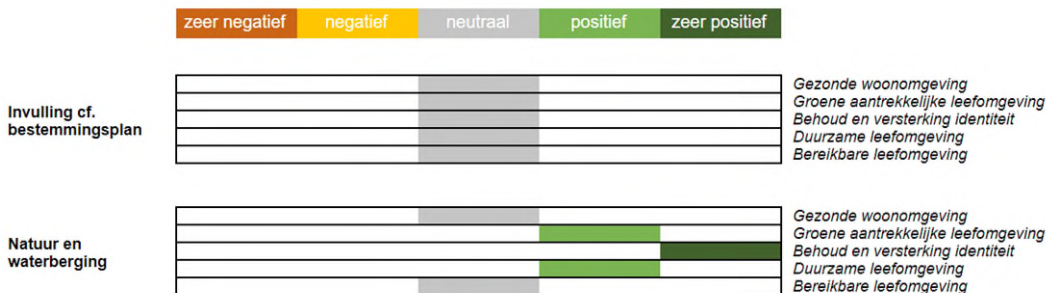 zeer negatief negatief neutraal positief zeer positief
Invulling cf.
bestemmingsplan
Gezonde woonomgeving
Groene aantrekkelijke leefomgeving
Behoud en versterking identiteit
Duurzame leefomgeving
Bereikbare leefomgeving
Natuur en
waterberging
Gezonde woonomgeving
Groene aantrekkelijke leefomgeving
Behoud en versterking identiteit
Duurzame leefomgeving
Bereikbare leefomgeving